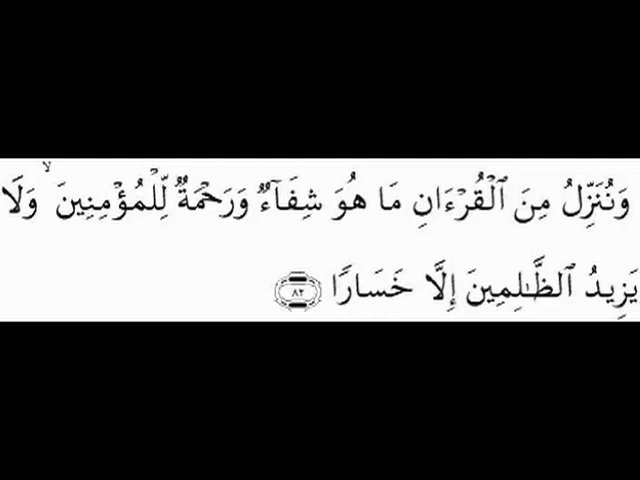 وَنُنَزِّلُ مِنَ ٱلْقُرْءَانِ مَا هُوَ شِفَآءٌ وَرَحْمَةٌ لِّلْمُؤْمِنِينَ ۙ وَلَا
يَزِيدُ ٱلظَّـٰلِمِينَ إِلَّا خَسَارًا ٨٢